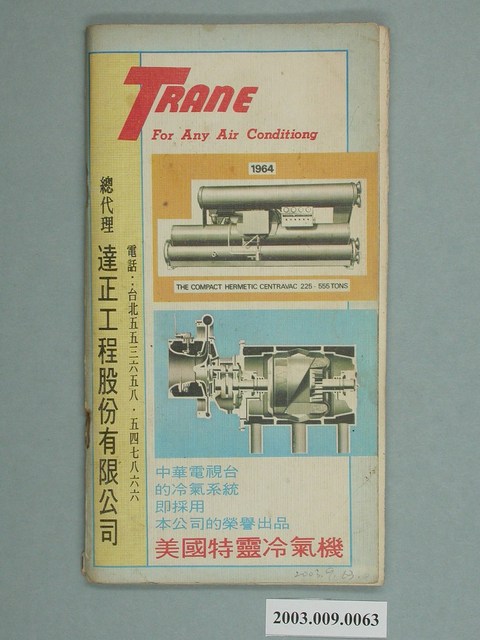 TRANE
For Any Air Conditiong
1964
THE COMPACT HERMETIC CENTRAVAC 225 - 555 TONS
總代理 達正工程股份有限公司
電話：台北五五三六五八．五四七八六六
中華電視台
的冷氣系統
即採用
本公司的榮譽出品
美國特靈冷氣機
2003.9.13.
2003.009.0063